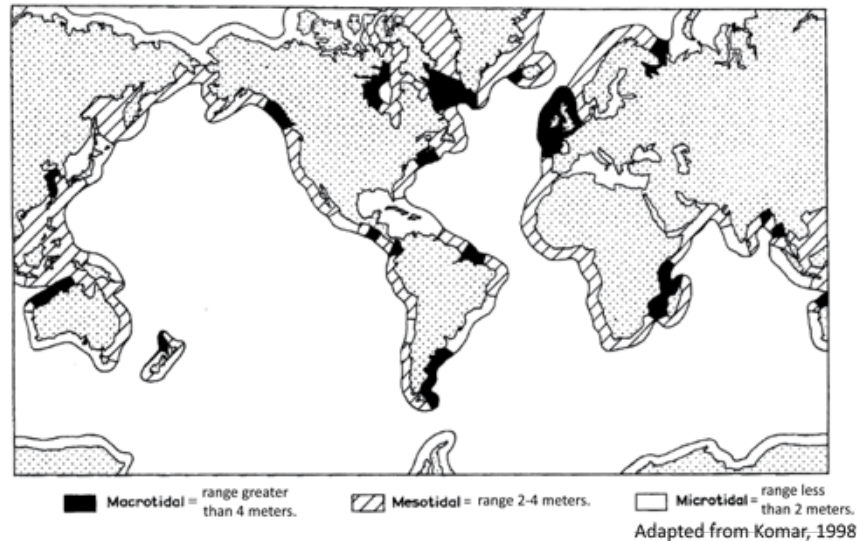 Macrotidal = range greater than 4 meters.
Mesotidal = range 2-4 meters.
Microtidal = range less than 2 meters.
Adapted from Komar, 1998